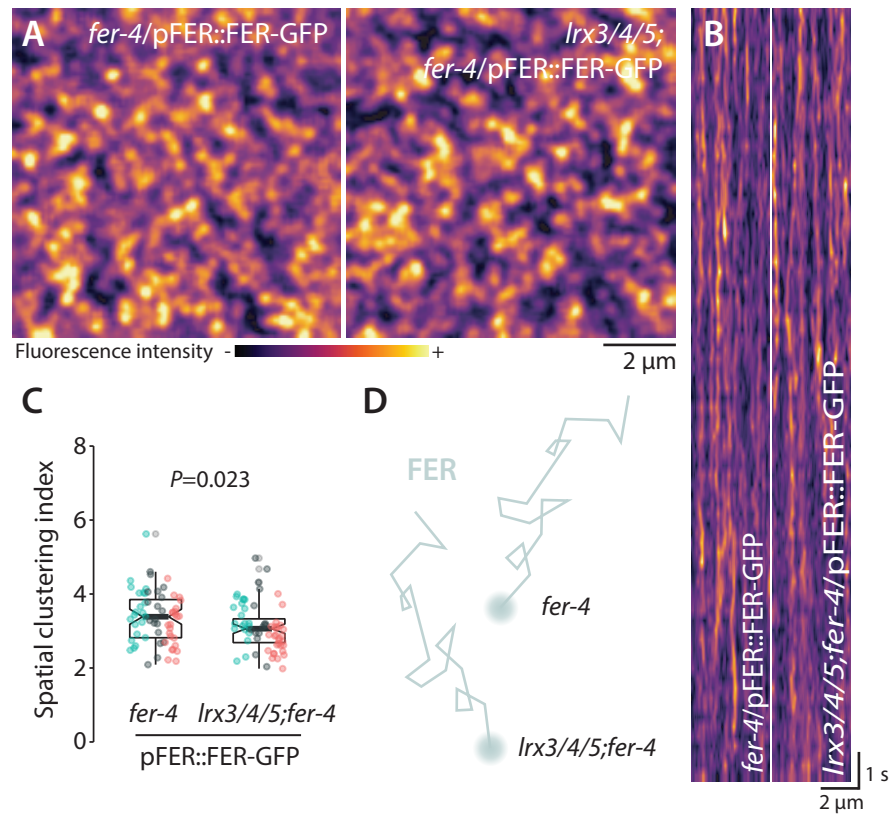 A
fer-4/pFER::FER-GFP
lrx3/4/5;
fer-4/pFER::FER-GFP
Fluorescence intensity - +
2 μm
B
fer-4/pFER::FER-GFP
lrx3/4/5;fer-4/pFER::FER-GFP
1 s
2 μm
C
Spatial clustering index
8
6
4
2
0
P=0.023
fer-4 lrx3/4/5;fer-4
pFER::FER-GFP
D
FER
fer-4
lrx3/4/5;fer-4